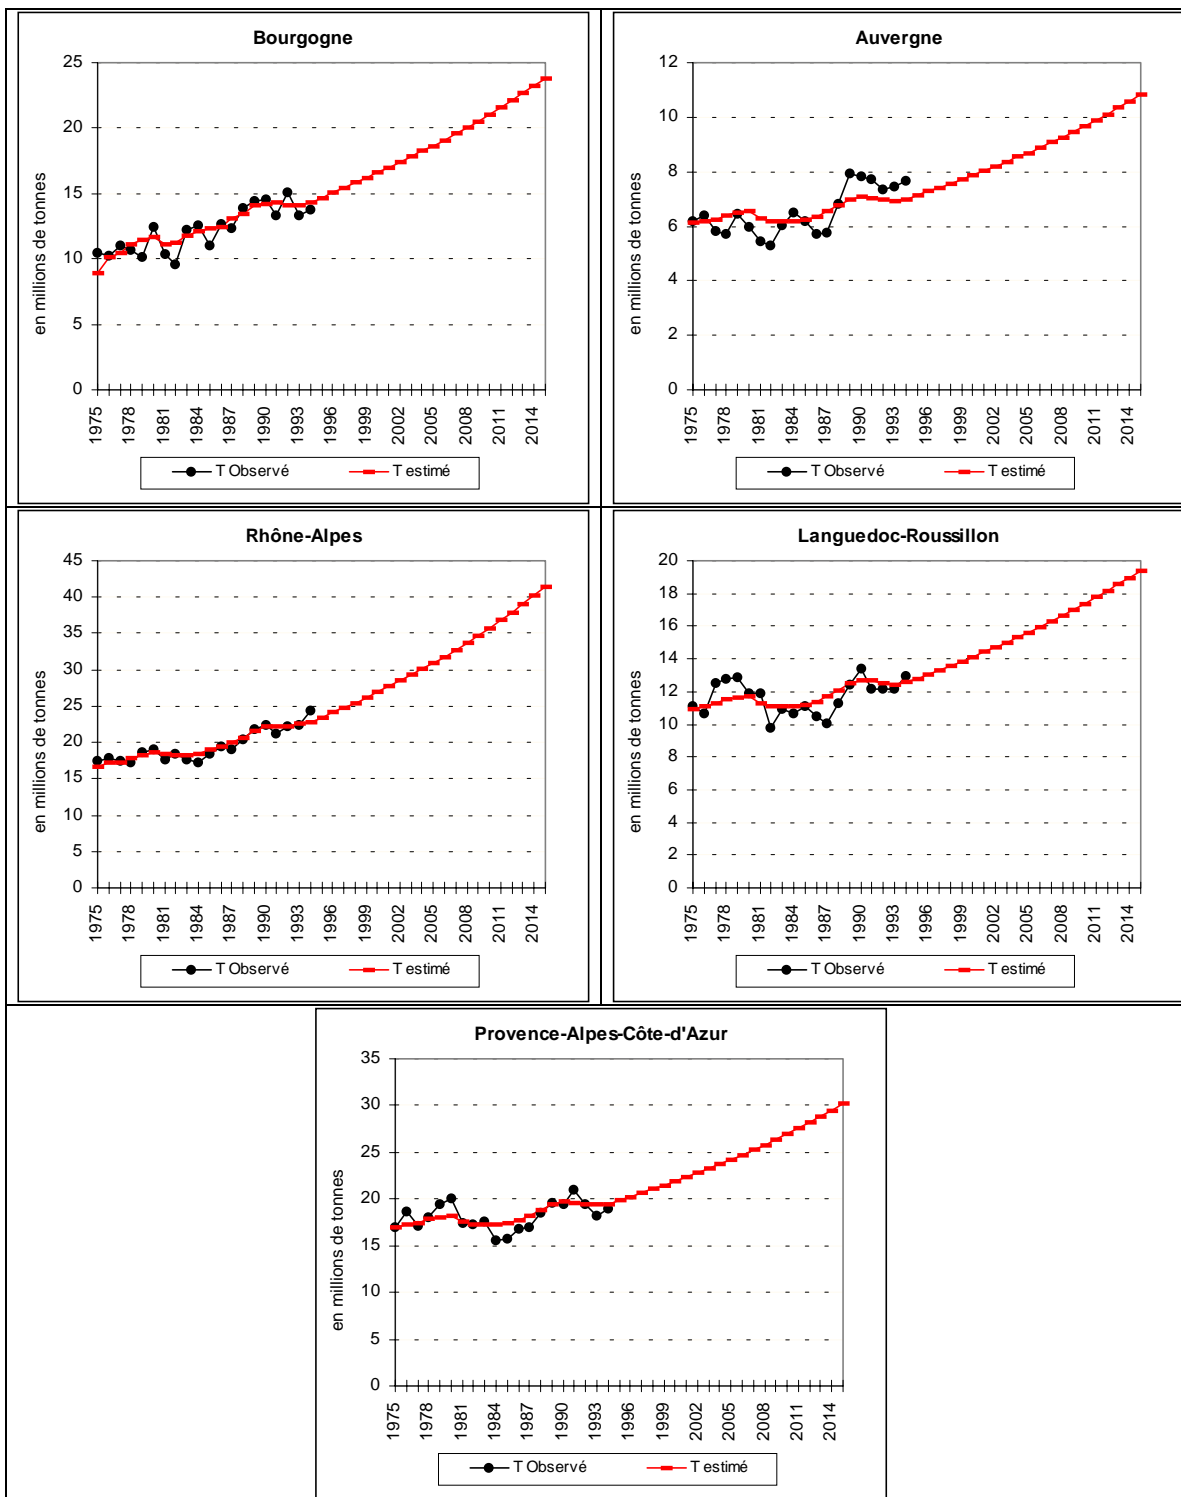 Bourgogne
en millions de tonnes
25
20
15
10
5
0
1975 1978 1981 1984 1987 1990 1993 1996 1999 2002 2005 2008 2011 2014
T Observé T estimé
Auvergne
en millions de tonnes
12
10
8
6
4
2
0
1975 1978 1981 1984 1987 1990 1993 1996 1999 2002 2005 2008 2011 2014
T Observé T estimé
Rhône-Alpes
en millions de tonnes
45
40
35
30
25
20
15
10
5
0
1975 1978 1981 1984 1987 1990 1993 1996 1999 2002 2005 2008 2011 2014
T Observé T estimé
Languedoc-Roussillon
en millions de tonnes
20
18
16
14
12
10
8
6
4
2
0
1975 1978 1981 1984 1987 1990 1993 1996 1999 2002 2005 2008 2011 2014
T Observé T estimé
Provence-Alpes-Côte-d'Azur
en millions de tonnes
35
30
25
20
15
10
5
0
1975 1978 1981 1984 1987 1990 1993 1996 1999 2002 2005 2008 2011 2014
T Observé T estimé